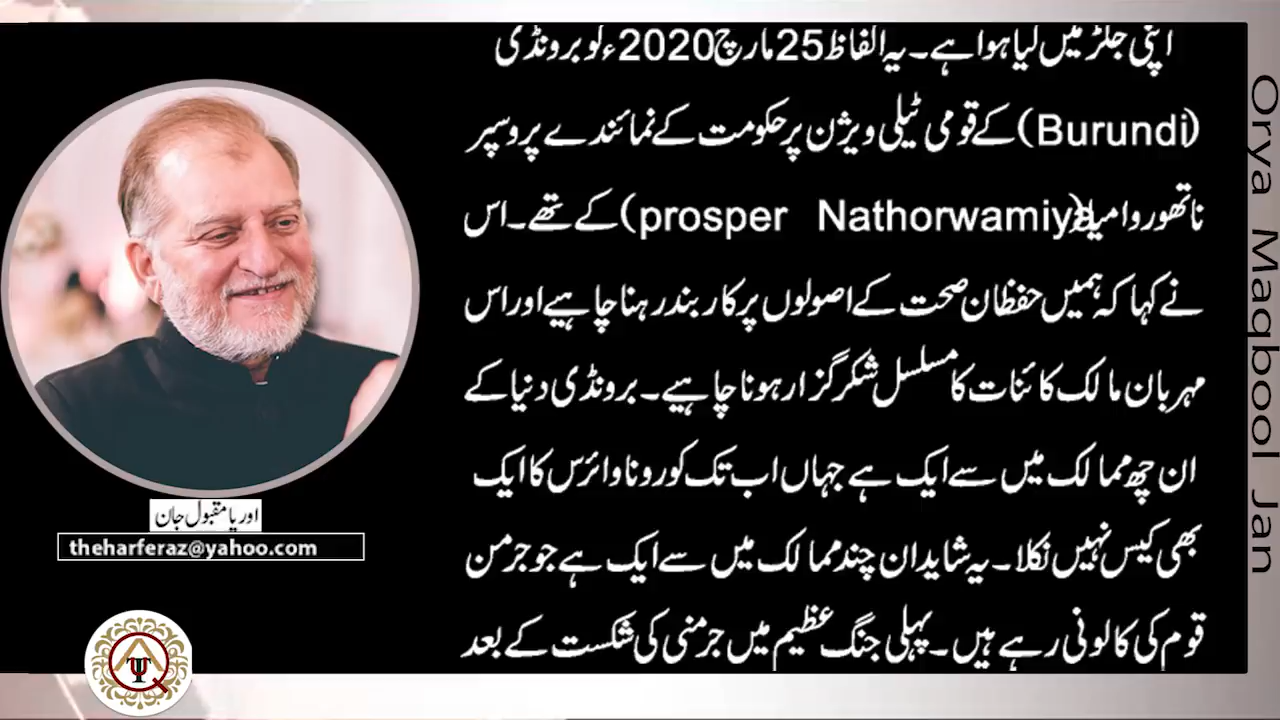 اپنی جکڑ میں لیا ہوا ہے۔ یہ الفاظ 25 مارچ 2020ء کو برونڈی
(Burundi) کے قومی ٹیلی ویژن پر حکومت کے نمائندے پروسپر
ناتھوروامیا (prosper Nathorwamiya) کے تھے۔ اس
نے کہا کہ ہمیں حفظان صحت کے اصولوں پر کاربند رہنا چاہیے اور اس
مہربان مالک کائنات کا مسلسل شکر گزار ہونا چاہیے۔ برونڈی دنیا کے
ان چھ ممالک میں سے ایک ہے جہاں اب تک کورونا وائرس کا ایک
بھی کیس نہیں نکلا۔ یہ شاید ان چند ممالک میں سے ایک ہے جو جرمن
قوم کی کالونی رہے ہیں۔ پہلی جنگ عظیم میں جرمنی کی شکست کے بعد
اوریا مقبول جان
theharferaz@yahoo.com
Orya Maqbool Jan